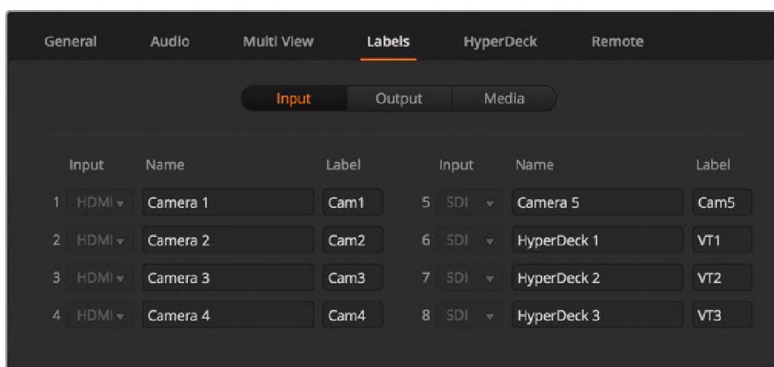 General Audio Multi View Labels HyperDeck Remote
Input Output Media
Input Name Label Input Name Label
1 HDMI Camera 1 Cam1 5 SDI Camera 5 Cam5
2 HDMI Camera 2 Cam2 6 SDI HyperDeck 1 VT1
3 HDMI Camera 3 Cam3 7 SDI HyperDeck 2 VT2
4 HDMI Camera 4 Cam4 8 SDI HyperDeck 3 VT3